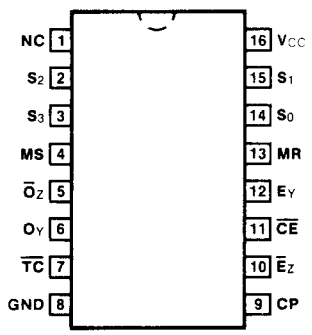 NC 1 16 VCC
S2 2 15 S1
S3 3 14 S0
MS 4 13 MR
O̅Z 5 12 EY
OY 6 11 C̅E̅
T̅C̅ 7 10 E̅Z
GND 8 9 CP